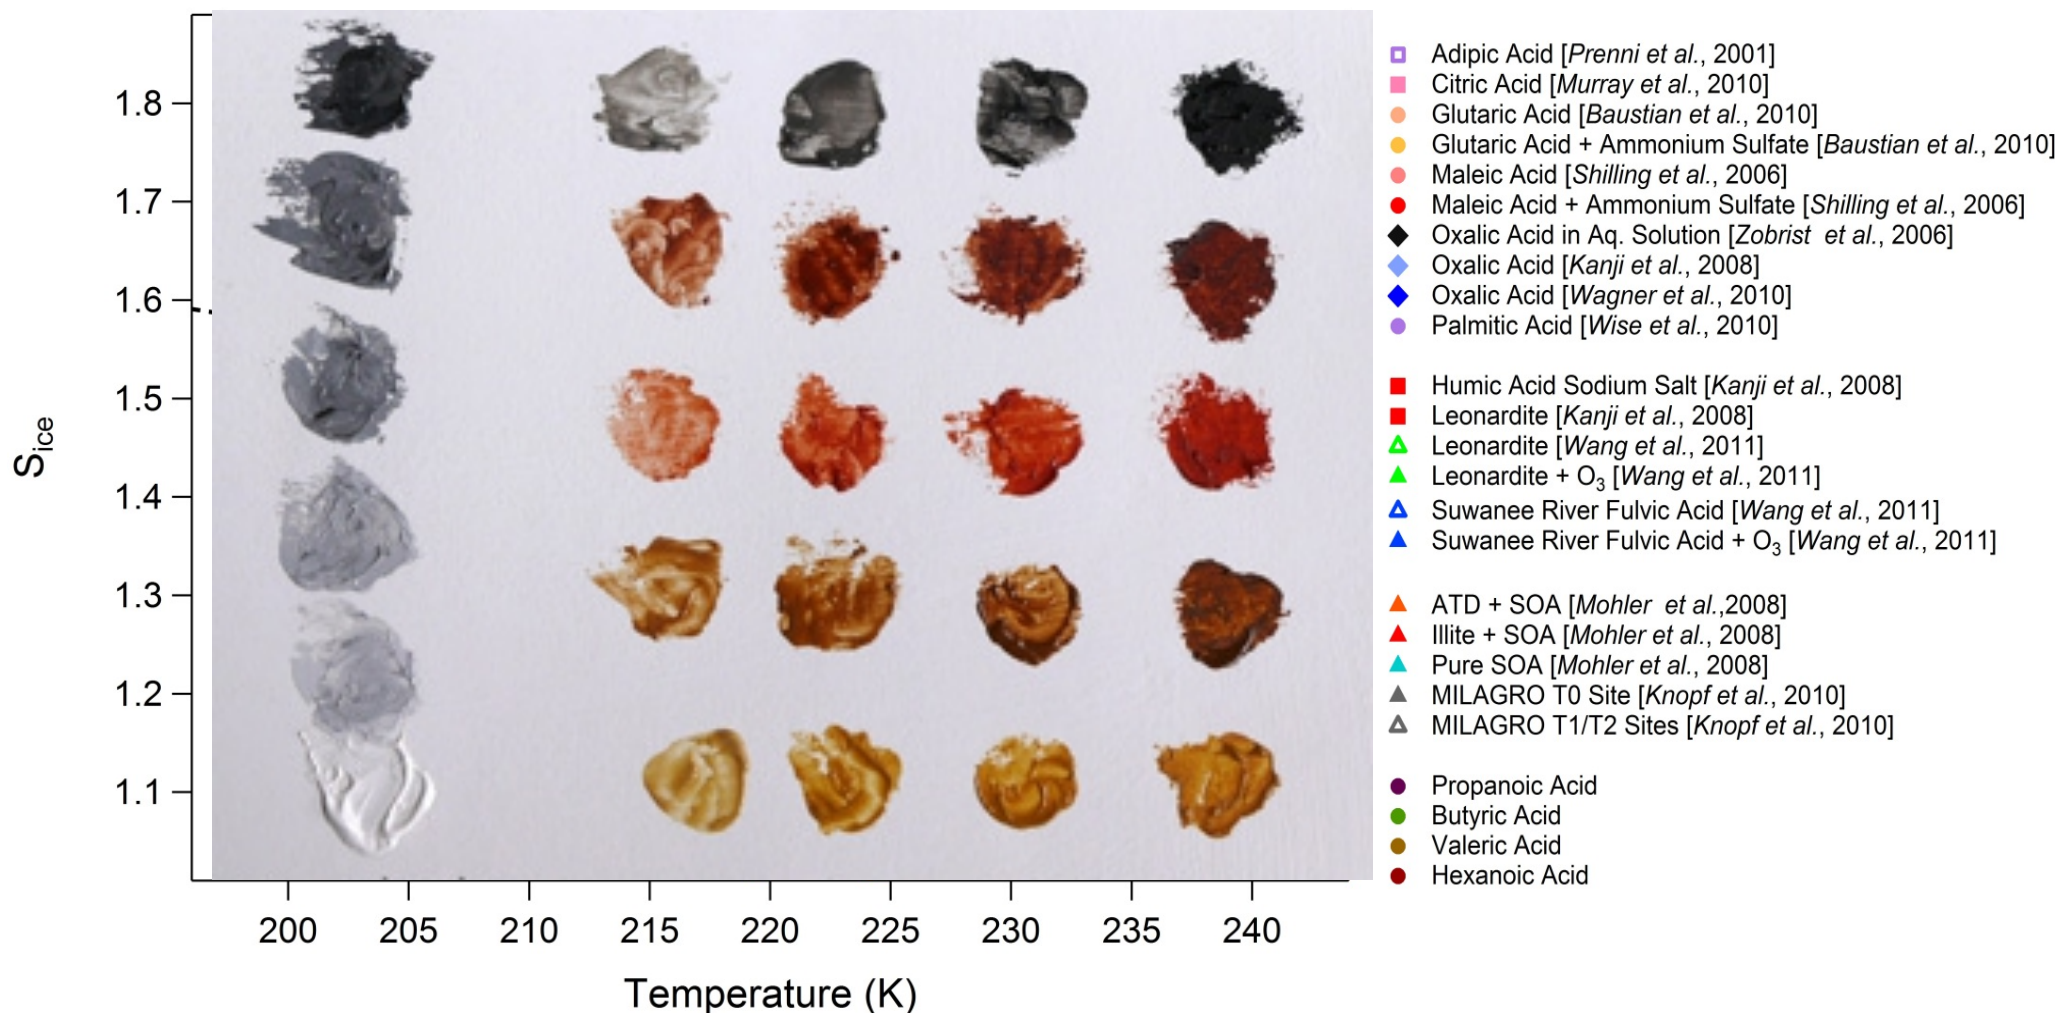 1.8
1.7
1.6
1.5
1.4
1.3
1.2
1.1
Sice
200 205 210 215 220 225 230 235 240
Temperature (K)
Adipic Acid [Prenni et al., 2001]
Citric Acid [Murray et al., 2010]
Glutaric Acid [Baustian et al., 2010]
Glutaric Acid + Ammonium Sulfate [Baustian et al., 2010]
Maleic Acid [Shilling et al., 2006]
Maleic Acid + Ammonium Sulfate [Shilling et al., 2006]
Oxalic Acid in Aq. Solution [Zobrist et al., 2006]
Oxalic Acid [Kanji et al., 2008]
Oxalic Acid [Wagner et al., 2010]
Palmitic Acid [Wise et al., 2010]
Humic Acid Sodium Salt [Kanji et al., 2008]
Leonardite [Kanji et al., 2008]
Leonardite [Wang et al., 2011]
Leonardite + O3 [Wang et al., 2011]
Suwanee River Fulvic Acid [Wang et al., 2011]
Suwanee River Fulvic Acid + O3 [Wang et al., 2011]
ATD + SOA [Mohler et al.,2008]
Illite + SOA [Mohler et al., 2008]
Pure SOA [Mohler et al., 2008]
MILAGRO T0 Site [Knopf et al., 2010]
MILAGRO T1/T2 Sites [Knopf et al., 2010]
Propanoic Acid
Butyric Acid
Valeric Acid
Hexanoic Acid